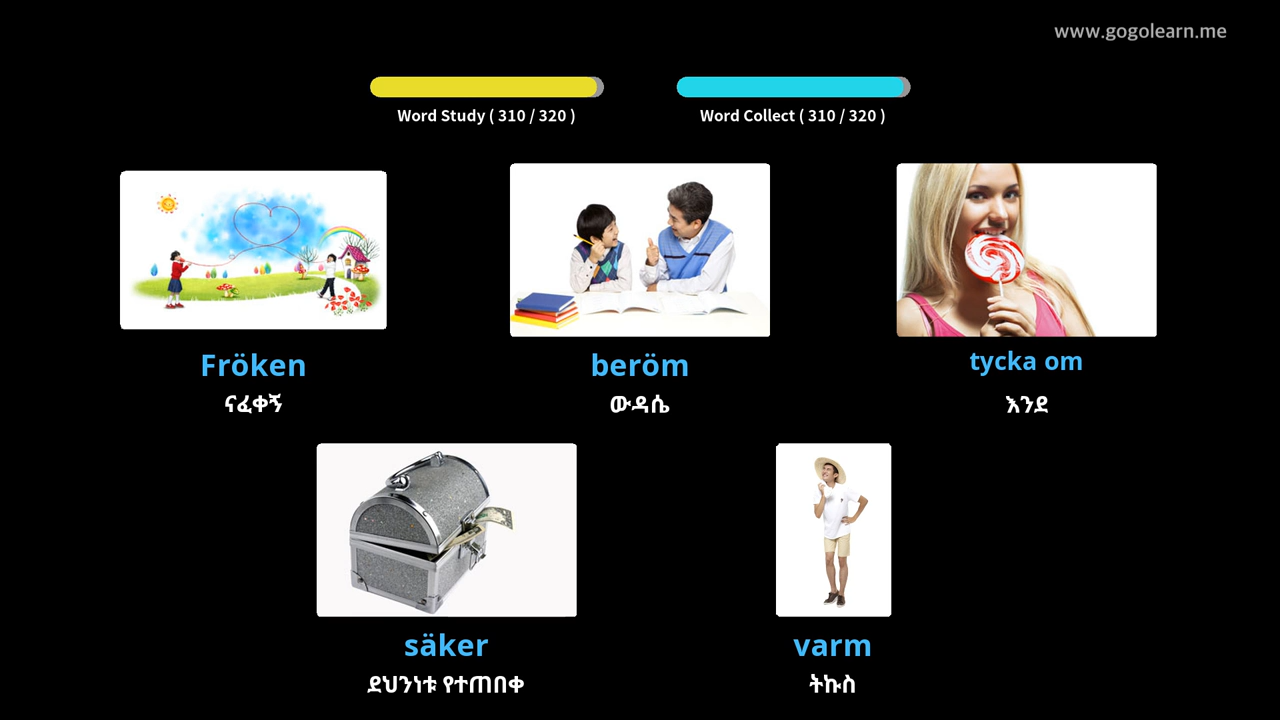 www.gogolearn.me
Word Study ( 310 / 320 )
Word Collect ( 310 / 320 )
Fröken
ናፈቀኝ
beröm
ውዳሴ
tycka om
እንደ
säker
ደህንነቱ የተጠበቀ
varm
ትኩስ